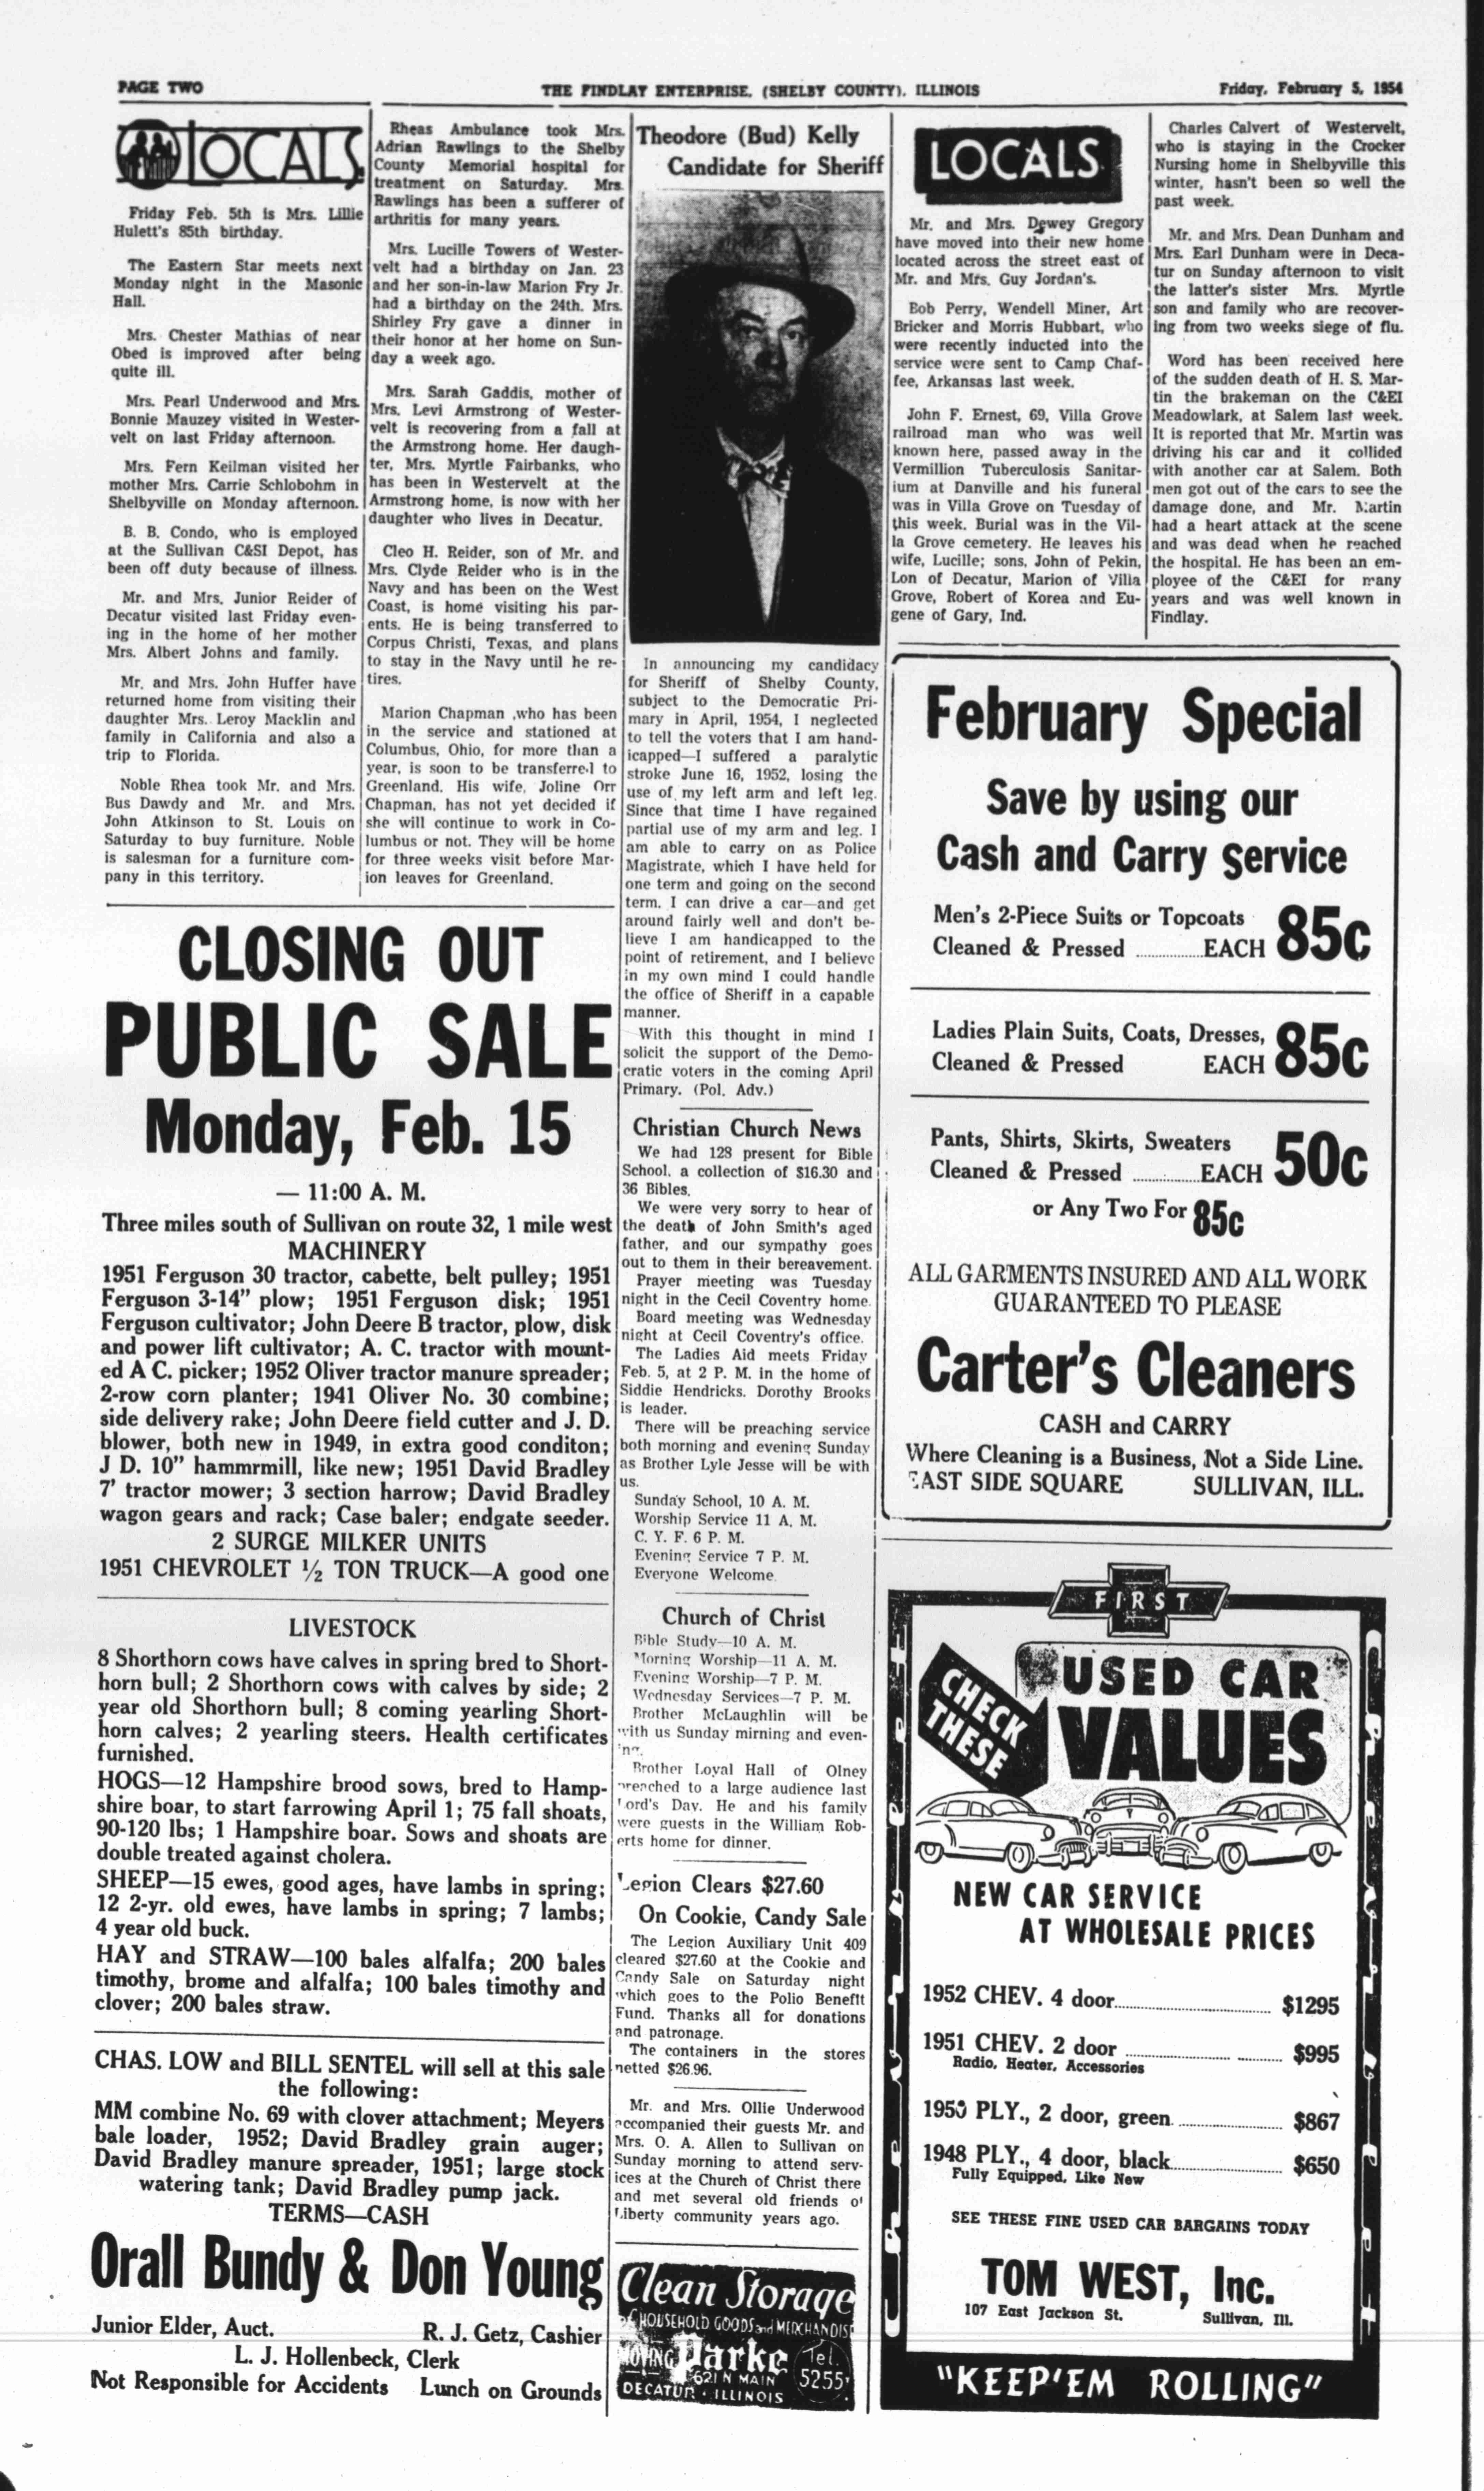 PAGE TWO
THE FINDLAY ENTERPRISE, (SHELBY COUNTY), ILLINOIS
Friday, February 5, 1954
LOCALS
Friday Feb. 5th is Mrs. Lillie
Hulett's 85th birthday.
The Eastern Star meets next
Monday night in the Masonic
Hall.
Mrs. Chester Mathias of near
Obed is improved after being
quite ill.
Mrs. Pearl Underwood and Mrs.
Bonnie Mauzey visited in Wester-
velt on last Friday afternoon.
Mrs. Fern Keilman visited her
mother Mrs. Carrie Schlobohm in
Shelbyville on Monday afternoon.
B. B. Condo, who is employed
at the Sullivan C&SI Depot, has
been off duty because of illness.
Mr. and Mrs. Junior Reider of
Decatur visited last Friday even-
ing in the home of her mother
Mrs. Albert Johns and family.
Mr. and Mrs. John Huffer have
returned home from visiting their
daughter Mrs. Leroy Macklin and
family in California and also a
trip to Florida.
Noble Rhea took Mr. and Mrs.
Bus Dawdy and Mr. and Mrs.
John Atkinson to St. Louis on
Saturday to buy furniture. Noble
is salesman for a furniture com-
pany in this territory.
Rheas Ambulance took Mrs.
Adrian Rawlings to the Shelby
County Memorial hospital for
treatment on Saturday. Mrs.
Rawlings has been a sufferer of
arthritis for many years.
Mrs. Lucille Towers of Wester-
velt had a birthday on Jan. 23
and her son-in-law Marion Fry Jr.
had a birthday on the 24th. Mrs.
Shirley Fry gave a dinner in
their honor at her home on Sun-
day a week ago.
Mrs. Sarah Gaddis, mother of
Mrs. Levi Armstrong of Wester-
velt is recovering from a fall at
the Armstrong home. Her daugh-
ter, Mrs. Myrtle Fairbanks, who
has been in Westervelt at the
Armstrong home, is now with her
daughter who lives in Decatur.
Cleo H. Reider, son of Mr. and
Mrs. Clyde Reider who is in the
Navy and has been on the West
Coast, is home visiting his par-
ents. He is being transferred to
Corpus Christi, Texas, and plans
to stay in the Navy until he re-
tires.
Marion Chapman ,who has been
in the service and stationed at
Columbus, Ohio, for more than a
year, is soon to be transferred to
Greenland. His wife, Joline Orr
Chapman, has not yet decided if
she will continue to work in Co-
lumbus or not. They will be home
for three weeks visit before Mar-
ion leaves for Greenland.
CLOSING OUT
PUBLIC SALE
Monday, Feb. 15
— 11:00 A. M.
Three miles south of Sullivan on route 32, 1 mile west
MACHINERY
1951 Ferguson 30 tractor, cabette, belt pulley; 1951
Ferguson 3-14" plow; 1951 Ferguson disk; 1951
Ferguson cultivator; John Deere B tractor, plow, disk
and power lift cultivator; A. C. tractor with mount-
ed A C. picker; 1952 Oliver tractor manure spreader;
2-row corn planter; 1941 Oliver No. 30 combine;
side delivery rake; John Deere field cutter and J. D.
blower, both new in 1949, in extra good conditon;
J D. 10" hammrmill, like new; 1951 David Bradley
7' tractor mower; 3 section harrow; David Bradley
wagon gears and rack; Case baler; endgate seeder.
2 SURGE MILKER UNITS
1951 CHEVROLET ½ TON TRUCK—A good one
LIVESTOCK
8 Shorthorn cows have calves in spring bred to Short-
horn bull; 2 Shorthorn cows with calves by side; 2
year old Shorthorn bull; 8 coming yearling Short-
horn calves; 2 yearling steers. Health certificates
furnished.
HOGS—12 Hampshire brood sows, bred to Hamp-
shire boar, to start farrowing April 1; 75 fall shoats,
90-120 lbs; 1 Hampshire boar. Sows and shoats are
double treated against cholera.
SHEEP—15 ewes, good ages, have lambs in spring;
12 2-yr. old ewes, have lambs in spring; 7 lambs;
4 year old buck.
HAY and STRAW—100 bales alfalfa; 200 bales
timothy, brome and alfalfa; 100 bales timothy and
clover; 200 bales straw.
CHAS. LOW and BILL SENTEL will sell at this sale
the following:
MM combine No. 69 with clover attachment; Meyers
bale loader, 1952; David Bradley grain auger;
David Bradley manure spreader, 1951; large stock
watering tank; David Bradley pump jack.
TERMS—CASH
Orall Bundy & Don Young
Junior Elder, Auct. R. J. Getz, Cashier
L. J. Hollenbeck, Clerk
Not Responsible for Accidents Lunch on Grounds
Theodore (Bud) Kelly
Candidate for Sheriff
In announcing my candidacy
for Sheriff of Shelby County,
subject to the Democratic Pri-
mary in April, 1954, I neglected
to tell the voters that I am hand-
icapped—I suffered a paralytic
stroke June 16, 1952, losing the
use of my left arm and left leg.
Since that time I have regained
partial use of my arm and leg. I
am able to carry on as Police
Magistrate, which I have held for
one term and going on the second
term. I can drive a car—and get
around fairly well and don't be-
lieve I am handicapped to the
point of retirement, and I believe
in my own mind I could handle
the office of Sheriff in a capable
manner.
With this thought in mind I
solicit the support of the Demo-
cratic voters in the coming April
Primary. (Pol. Adv.)
Christian Church News
We had 128 present for Bible
School, a collection of $16.30 and
36 Bibles.
We were very sorry to hear of
the death of John Smith's aged
father, and our sympathy goes
out to them in their bereavement.
Prayer meeting was Tuesday
night in the Cecil Coventry home.
Board meeting was Wednesday
night at Cecil Coventry's office.
The Ladies Aid meets Friday
Feb. 5, at 2 P. M. in the home of
Siddie Hendricks. Dorothy Brooks
is leader.
There will be preaching service
both morning and evening Sunday
as Brother Lyle Jesse will be with
us.
Sunday School, 10 A. M.
Worship Service 11 A. M.
C. Y. F. 6 P. M.
Evening Service 7 P. M.
Everyone Welcome.
Church of Christ
Bible Study—10 A. M.
Morning Worship—11 A. M.
Evening Worship—7 P. M.
Wednesday Services—7 P. M.
Brother McLaughlin will be
with us Sunday mirning and even-
ing.
Brother Loyal Hall of Olney
preached to a large audience last
Lord's Day. He and his family
were guests in the William Rob-
erts home for dinner.
Legion Clears $27.60
On Cookie, Candy Sale
The Legion Auxiliary Unit 409
cleared $27.60 at the Cookie and
Candy Sale on Saturday night
which goes to the Polio Benefit
Fund. Thanks all for donations
and patronage.
The containers in the stores
netted $26.96.
Mr. and Mrs. Ollie Underwood
accompanied their guests Mr. and
Mrs. O. A. Allen to Sullivan on
Sunday morning to attend serv-
ices at the Church of Christ there
and met several old friends o'
Liberty community years ago.
Clean Storage
OF HOUSEHOLD GOODS and MERCHANDISE
MOVING Parke Tel.
621 N MAIN 5255
DECATUR • ILLINOIS
LOCALS
Mr. and Mrs. Dewey Gregory
have moved into their new home
located across the street east of
Mr. and Mrs. Guy Jordan's.
Bob Perry, Wendell Miner, Art
Bricker and Morris Hubbart, who
were recently inducted into the
service were sent to Camp Chaf-
fee, Arkansas last week.
John F. Ernest, 69, Villa Grove
railroad man who was well
known here, passed away in the
Vermillion Tuberculosis Sanitar-
ium at Danville and his funeral
was in Villa Grove on Tuesday of
this week. Burial was in the Vil-
la Grove cemetery. He leaves his
wife, Lucille; sons, John of Pekin,
Lon of Decatur, Marion of Villa
Grove, Robert of Korea and Eu-
gene of Gary, Ind.
Charles Calvert of Westervelt,
who is staying in the Crocker
Nursing home in Shelbyville this
winter, hasn't been so well the
past week.
Mr. and Mrs. Dean Dunham and
Mrs. Earl Dunham were in Deca-
tur on Sunday afternoon to visit
the latter's sister Mrs. Myrtle
son and family who are recover-
ing from two weeks siege of flu.
Word has been received here
of the sudden death of H. S. Mar-
tin the brakeman on the C&EI
Meadowlark, at Salem last week.
It is reported that Mr. Martin was
driving his car and it collided
with another car at Salem. Both
men got out of the cars to see the
damage done, and Mr. Martin
had a heart attack at the scene
and was dead when he reached
the hospital. He has been an em-
ployee of the C&EI for many
years and was well known in
Findlay.
February Special
Save by using our
Cash and Carry Service
Men's 2-Piece Suits or Topcoats
Cleaned & Pressed ................EACH 85c
Ladies Plain Suits, Coats, Dresses,
Cleaned & Pressed EACH 85c
Pants, Shirts, Skirts, Sweaters
Cleaned & Pressed ................EACH 50c
or Any Two For 85c
ALL GARMENTS INSURED AND ALL WORK
GUARANTEED TO PLEASE
Carter's Cleaners
CASH and CARRY
Where Cleaning is a Business, Not a Side Line.
EAST SIDE SQUARE SULLIVAN, ILL.
FIRST
CHECK
THESE
USED CAR
VALUES
Chevrolet
Chevrolet
NEW CAR SERVICE
AT WHOLESALE PRICES
1952 CHEV. 4 door................ $1295
1951 CHEV. 2 door ................ $995
Radio, Heater, Accessories
1950 PLY., 2 door, green................ $867
1948 PLY., 4 door, black................ $650
Fully Equipped, Like New
SEE THESE FINE USED CAR BARGAINS TODAY
TOM WEST, Inc.
107 East Jackson St. Sullivan, Ill.
"KEEP'EM ROLLING"